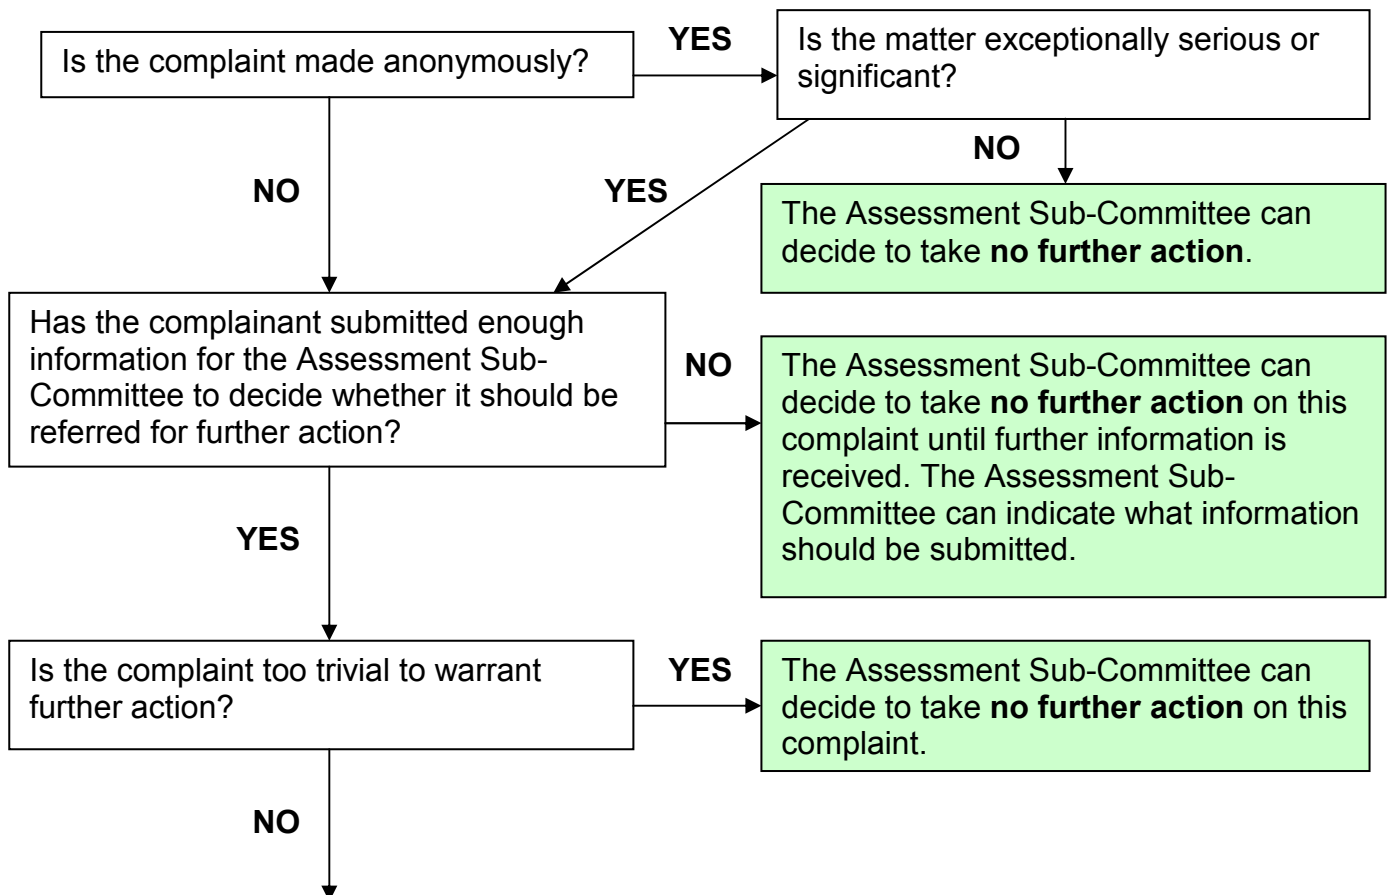 Is the complaint made anonymously?
YES
Is the matter exceptionally serious or
significant?
NO
YES
NO
The Assessment Sub-Committee can
decide to take no further action.
Has the complainant submitted enough
information for the Assessment Sub-
Committee to decide whether it should be
referred for further action?
NO
The Assessment Sub-Committee can
decide to take no further action on this
complaint until further information is
received. The Assessment Sub-
Committee can indicate what information
should be submitted.
YES
Is the complaint too trivial to warrant
further action?
YES
The Assessment Sub-Committee can
decide to take no further action on this
complaint.
NO